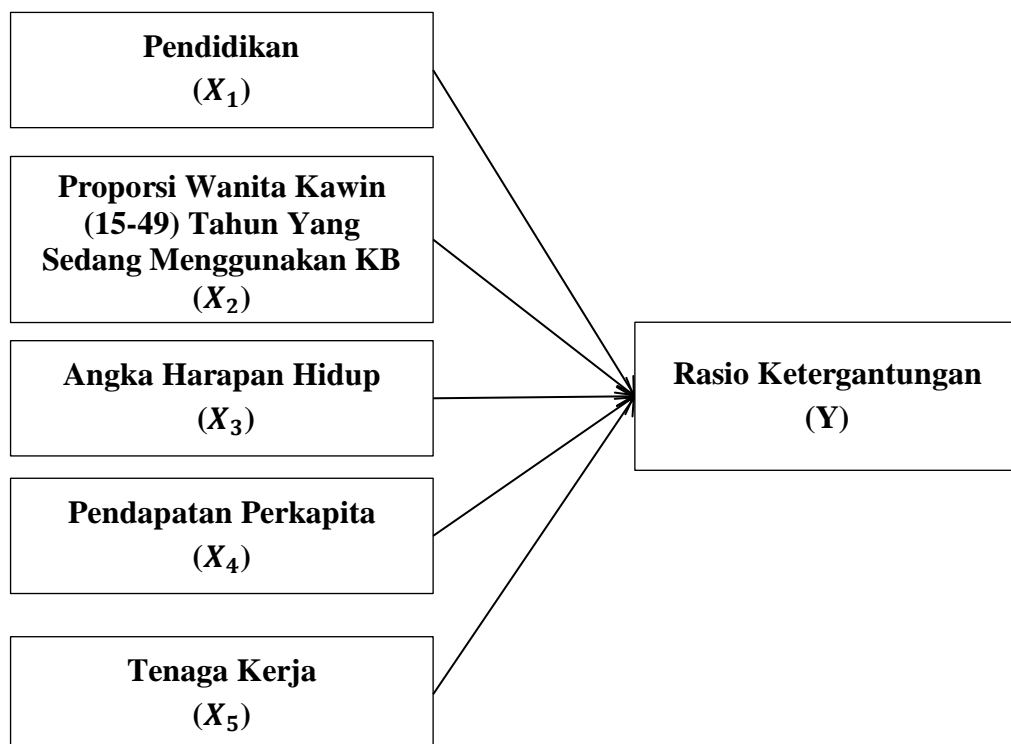 Pendidikan
(X₁)
Proporsi Wanita Kawin
(15-49) Tahun Yang
Sedang Menggunakan KB
(X₂)
Angka Harapan Hidup
(X₃)
Pendapatan Perkapita
(X₄)
Tenaga Kerja
(X₅)
Rasio Ketergantungan
(Y)